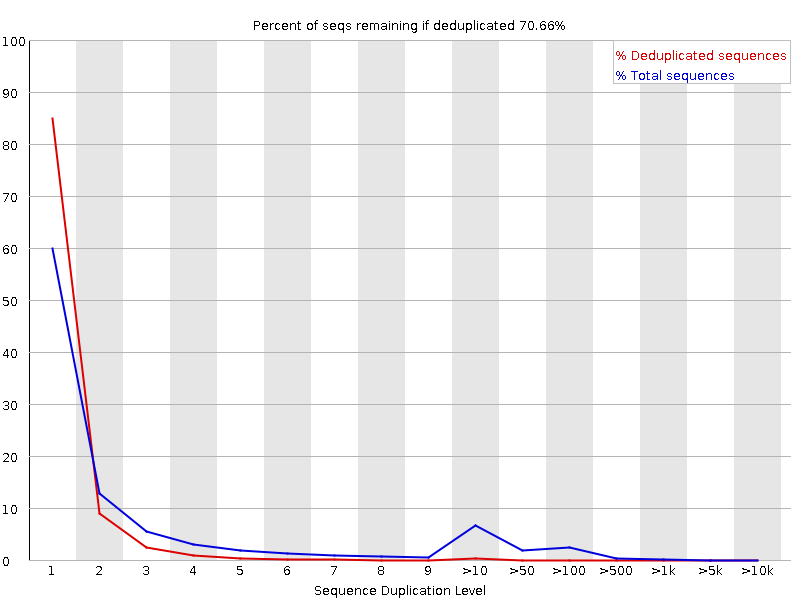 Percent of seqs remaining if deduplicated 70.66%
% Deduplicated sequences
% Total sequences
100
90
80
70
60
50
40
30
20
10
0
1 2 3 4 5 6 7 8 9 >10 >50 >100 >500 >1k >5k >10k
Sequence Duplication Level